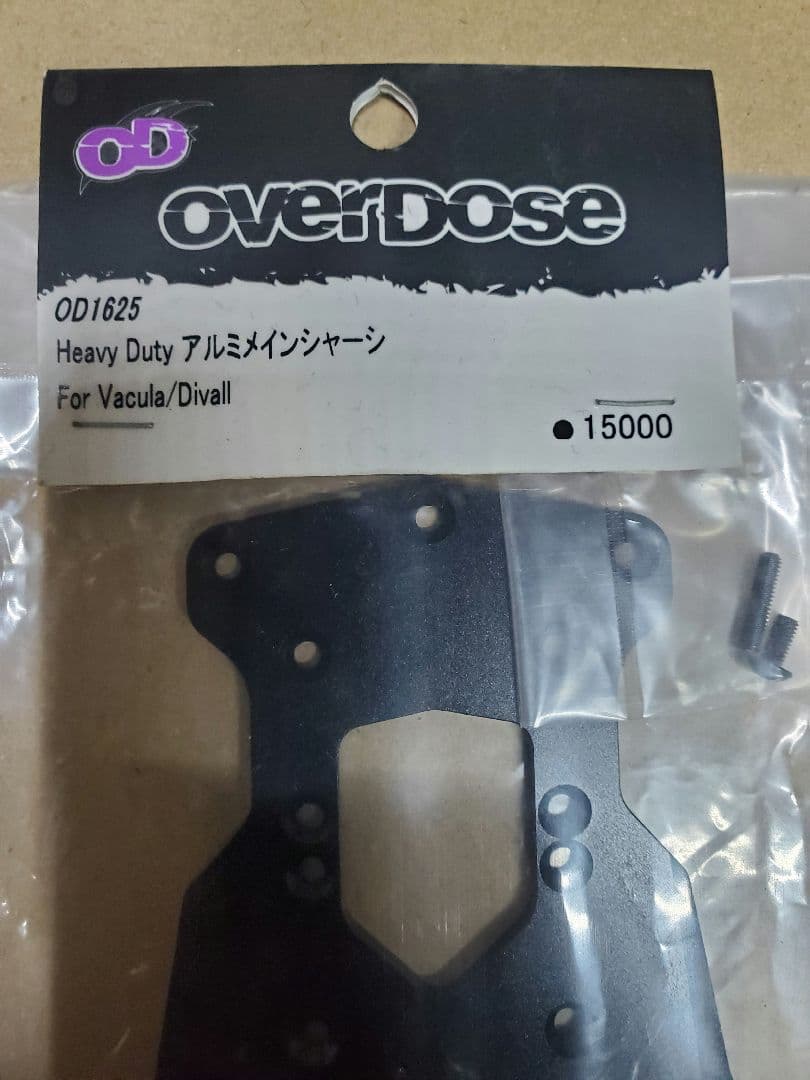 OD
OVERDOSE
OD1625
Heavy Duty アルミメインシャーシ
For Vacula/Divall
●15000